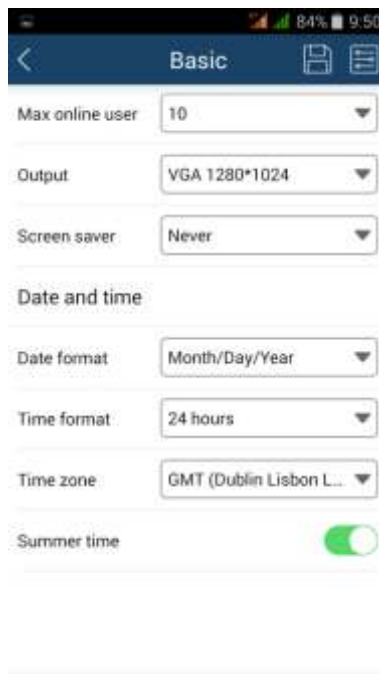 84% 9:50
Basic
Max online user 10
Output VGA 1280*1024
Screen saver Never
Date and time
Date format Month/Day/Year
Time format 24 hours
Time zone GMT (Dublin Lisbon L...
Summer time